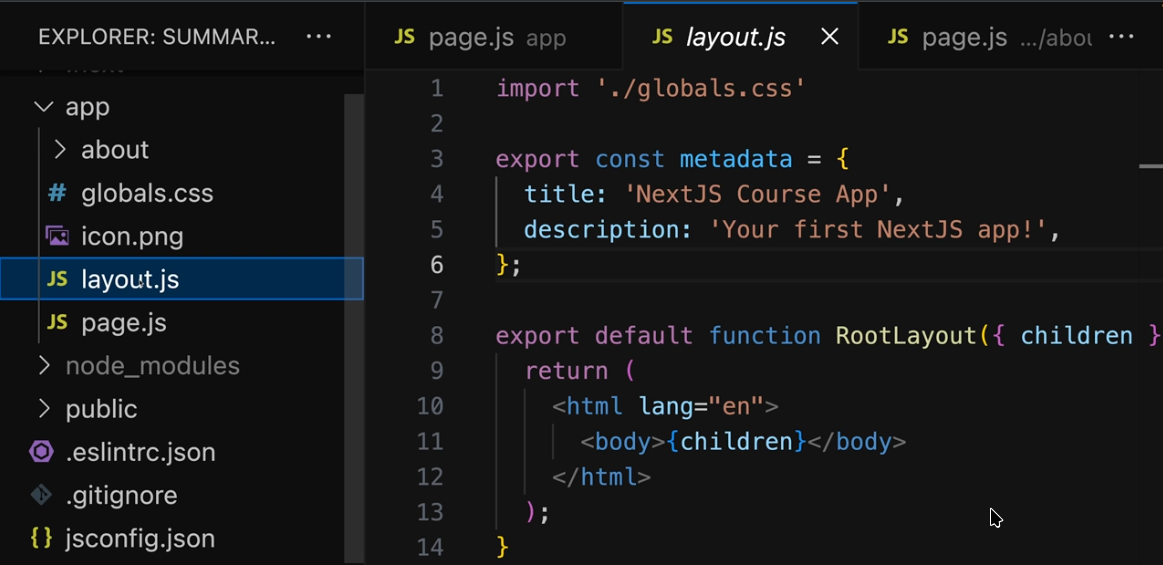 EXPLORER: SUMMAR... ...
app
about
# globals.css
icon.png
JS layout.js
JS page.js
node_modules
public
.eslintrc.json
.gitignore
{} jsconfig.json
JS page.js app
JS layout.js ×
JS page.js .../abou ...
1 import './globals.css'
2
3 export const metadata = {
4 title: 'NextJS Course App',
5 description: 'Your first NextJS app!',
6 };
7
8 export default function RootLayout({ children }
9 return (
10 <html lang="en">
11 <body>{children}</body>
12 </html>
13 );
14 }